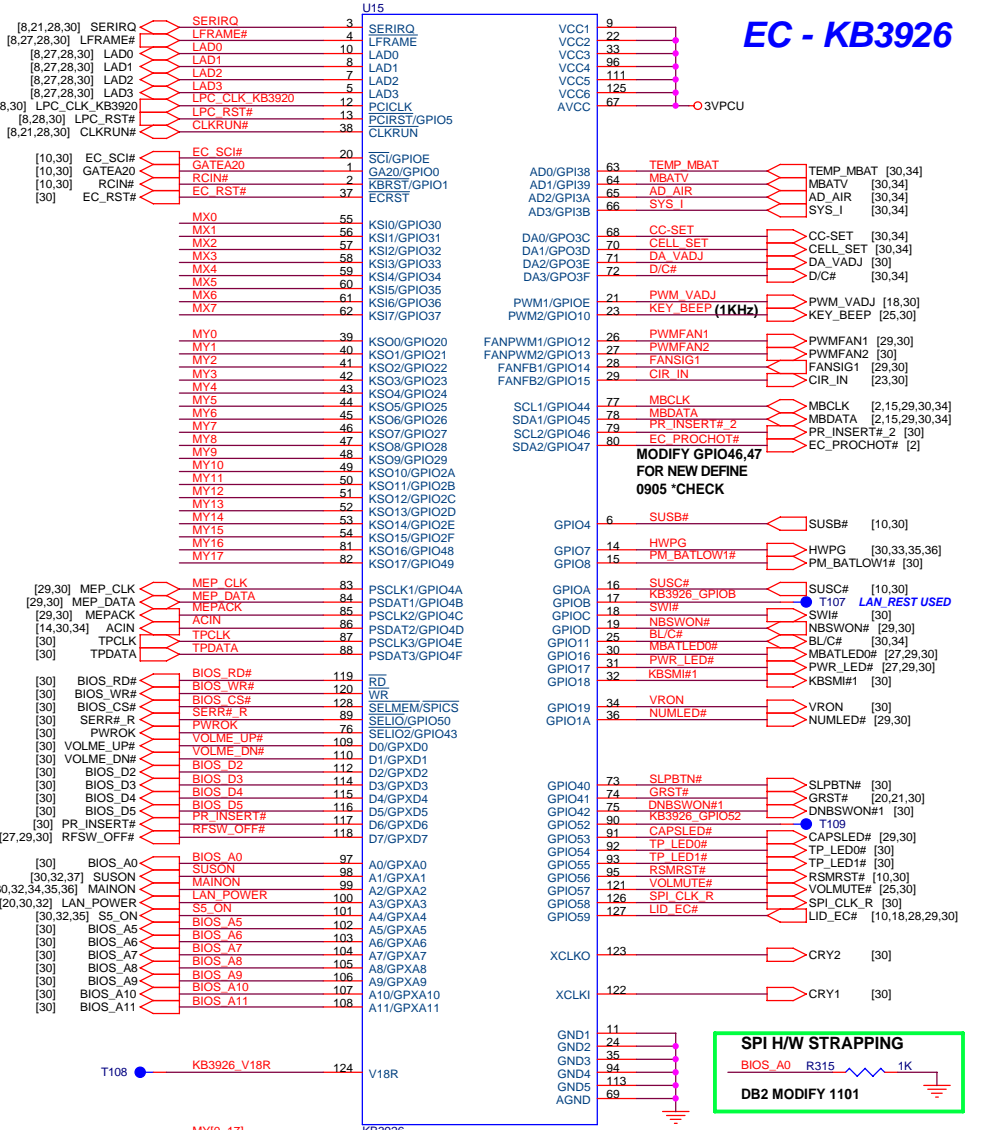 U15
EC - KB3926
[8,21,28,30] SERIRQ SERIRQ 3 SERIRQ
[8,27,28,30] LFRAME# LFRAME# 4 LFRAME
[8,27,28,30] LAD0 LAD0 10 LAD0
[8,27,28,30] LAD1 LAD1 8 LAD1
[8,27,28,30] LAD2 LAD2 7 LAD2
[8,27,28,30] LAD3 LAD3 5 LAD3
8,30] LPC_CLK_KB3920 LPC_CLK_KB3920 12 PCICLK
[8,28,30] LPC_RST# LPC_RST# 13 PCIRST/GPIO5
[8,21,28,30] CLKRUN# CLKRUN# 38 CLKRUN
[10,30] EC_SCI# EC_SCI# 20 SCI/GPIOE
[10,30] GATEA20 GATEA20 1 GA20/GPIO0
[10,30] RCIN# RCIN# 2 KBRST/GPIO1
[30] EC_RST# EC_RST# 37 ECRST
MX0 55 KSI0/GPIO30
MX1 56 KSI1/GPIO31
MX2 57 KSI2/GPIO32
MX3 58 KSI3/GPIO33
MX4 59 KSI4/GPIO34
MX5 60 KSI5/GPIO35
MX6 61 KSI6/GPIO36
MX7 62 KSI7/GPIO37
MY0 39 KSO0/GPIO20
MY1 40 KSO1/GPIO21
MY2 41 KSO2/GPIO22
MY3 42 KSO3/GPIO23
MY4 43 KSO4/GPIO24
MY5 44 KSO5/GPIO25
MY6 45 KSO6/GPIO26
MY7 46 KSO7/GPIO27
MY8 47 KSO8/GPIO28
MY9 48 KSO9/GPIO29
MY10 49 KSO10/GPIO2A
MY11 50 KSO11/GPIO2B
MY12 51 KSO12/GPIO2C
MY13 52 KSO13/GPIO2D
MY14 53 KSO14/GPIO2E
MY15 54 KSO15/GPIO2F
MY16 81 KSO16/GPIO48
MY17 82 KSO17/GPIO49
[29,30] MEP_CLK MEP_CLK 83 PSCLK1/GPIO4A
[29,30] MEP_DATA MEP_DATA 84 PSDAT1/GPIO4B
[29,30] MEPACK MEPACK 85 PSCLK2/GPIO4C
[14,30,34] ACIN ACIN 86 PSDAT2/GPIO4D
[30] TPCLK TPCLK 87 PSCLK3/GPIO4E
[30] TPDATA TPDATA 88 PSDAT3/GPIO4F
[30] BIOS_RD# BIOS_RD# 119 RD
[30] BIOS_WR# BIOS_WR# 120 WR
[30] BIOS_CS# BIOS_CS# 128 SELMEM/SPICS
[30] SERR#_R SERR#_R 89 SELIO/GPIO50
[30] PWROK PWROK 76 SELIO2/GPIO43
[30] VOLME_UP# VOLME_UP# 109 D0/GPXD0
[30] VOLME_DN# VOLME_DN# 110 D1/GPXD1
[30] BIOS_D2 BIOS_D2 112 D2/GPXD2
[30] BIOS_D3 BIOS_D3 114 D3/GPXD3
[30] BIOS_D4 BIOS_D4 115 D4/GPXD4
[30] BIOS_D5 BIOS_D5 116 D5/GPXD5
[30] PR_INSERT# PR_INSERT# 117 D6/GPXD6
[27,29,30] RFSW_OFF# RFSW_OFF# 118 D7/GPXD7
[30] BIOS_A0 BIOS_A0 97 A0/GPXA0
[30,32,37] SUSON SUSON 98 A1/GPXA1
30,32,34,35,36] MAINON MAINON 99 A2/GPXA2
[20,30,32] LAN_POWER LAN_POWER 100 A3/GPXA3
[30,32,35] S5_ON S5_ON 101 A4/GPXA4
[30] BIOS_A5 BIOS_A5 102 A5/GPXA5
[30] BIOS_A6 BIOS_A6 103 A6/GPXA6
[30] BIOS_A7 BIOS_A7 104 A7/GPXA7
[30] BIOS_A8 BIOS_A8 105 A8/GPXA8
[30] BIOS_A9 BIOS_A9 106 A9/GPXA9
[30] BIOS_A10 BIOS_A10 107 A10/GPXA10
[30] BIOS_A11 BIOS_A11 108 A11/GPXA11
T108 KB3926_V18R 124 V18R
VCC1 9
VCC2 22
VCC3 33
VCC4 96
VCC5 111
VCC6 125
AVCC 67 3VPCU
AD0/GPI38 63 TEMP_MBAT TEMP_MBAT [30,34]
AD1/GPI39 64 MBATV MBATV [30,34]
AD2/GPI3A 65 AD_AIR AD_AIR [30,34]
AD3/GPI3B 66 SYS_I SYS_I [30,34]
DA0/GPO3C 68 CC-SET CC-SET [30,34]
DA1/GPO3D 70 CELL_SET CELL_SET [30,34]
DA2/GPO3E 71 DA_VADJ DA_VADJ [30]
DA3/GPO3F 72 D/C# D/C# [30,34]
PWM1/GPIOE 21 PWM_VADJ PWM_VADJ [18,30]
PWM2/GPIO10 23 KEY_BEEP (1KHz) KEY_BEEP [25,30]
FANPWM1/GPIO12 26 PWMFAN1 PWMFAN1 [29,30]
FANPWM2/GPIO13 27 PWMFAN2 PWMFAN2 [30]
FANFB1/GPIO14 28 FANSIG1 FANSIG1 [29,30]
FANFB2/GPIO15 29 CIR_IN CIR_IN [23,30]
SCL1/GPIO44 77 MBCLK MBCLK [2,15,29,30,34]
SDA1/GPIO45 78 MBDATA MBDATA [2,15,29,30,34]
SCL2/GPIO46 79 PR_INSERT#_2 PR_INSERT#_2 [30]
SDA2/GPIO47 80 EC_PROCHOT# EC_PROCHOT# [2]
MODIFY GPIO46,47
FOR NEW DEFINE
0905 *CHECK
GPIO4 6 SUSB# SUSB# [10,30]
GPIO7 14 HWPG HWPG [30,33,35,36]
GPIO8 15 PM_BATLOW1# PM_BATLOW1# [30]
GPIOA 16 SUSC# SUSC# [10,30]
GPIOB 17 KB3926_GPIOB T107 LAN_REST USED
GPIOC 18 SWI# SWI# [30]
GPIOD 19 NBSWON# NBSWON# [29,30]
GPIO11 25 BL/C# BL/C# [30,34]
GPIO16 30 MBATLED0# MBATLED0# [27,29,30]
GPIO17 31 PWR_LED# PWR_LED# [27,29,30]
GPIO18 32 KBSMI#1 KBSMI#1 [30]
GPIO19 34 VRON VRON [30]
GPIO1A 36 NUMLED# NUMLED# [29,30]
GPIO40 73 SLPBTN# SLPBTN# [30]
GPIO41 74 GRST# GRST# [20,21,30]
GPIO42 75 DNBSWON#1 DNBSWON#1 [30]
GPIO52 90 KB3926_GPIO52 T109
GPIO53 91 CAPSLED# CAPSLED# [29,30]
GPIO54 92 TP_LED0# TP_LED0# [30]
GPIO55 93 TP_LED1# TP_LED1# [30]
GPIO56 95 RSMRST# RSMRST# [10,30]
GPIO57 121 VOLMUTE# VOLMUTE# [25,30]
GPIO58 126 SPI_CLK_R SPI_CLK_R [30]
GPIO59 127 LID_EC# LID_EC# [10,18,28,29,30]
XCLKO 123 CRY2 [30]
XCLKI 122 CRY1 [30]
GND1 11
GND2 24
GND3 35
GND4 94
GND5 113
AGND 69
SPI H/W STRAPPING
BIOS_A0 R315 1K
DB2 MODIFY 1101